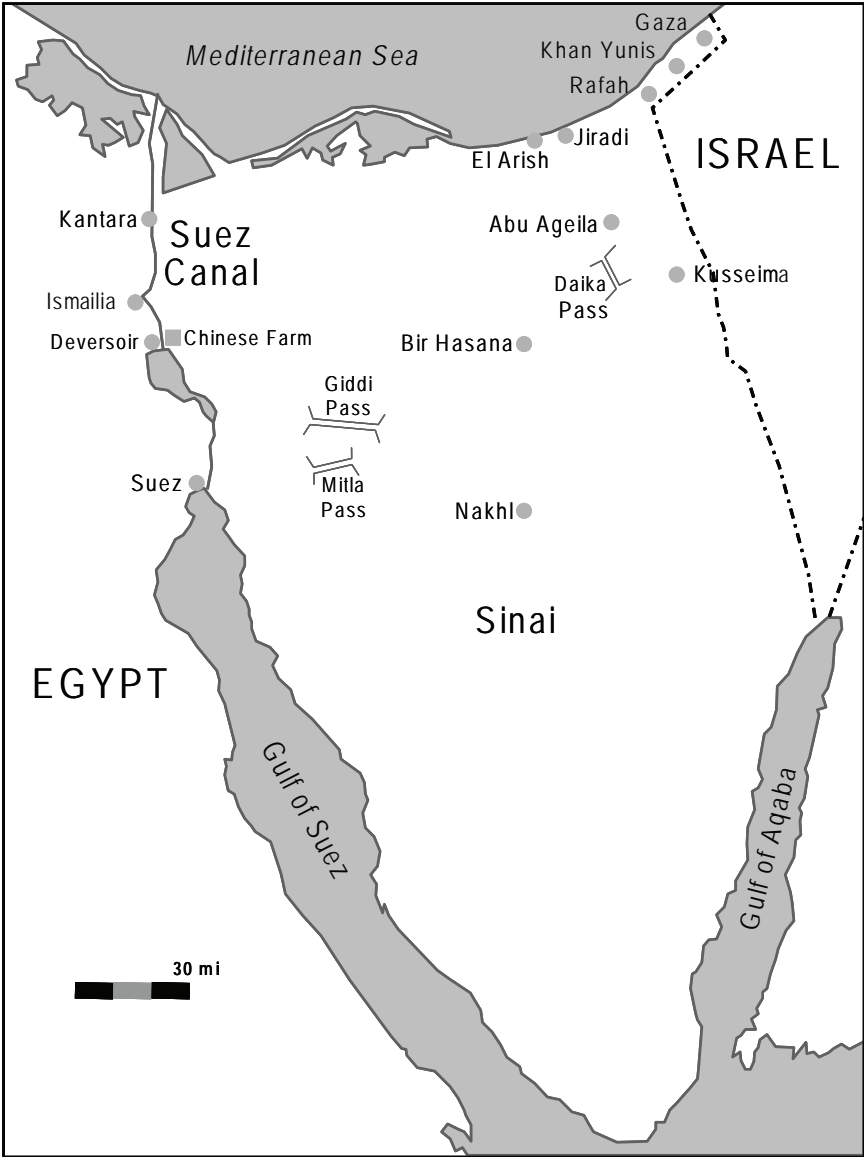 Gaza
Mediterranean Sea
Khan Yunis
Rafah
Jiradi
ISRAEL
El Arish
Kantara
Suez
Canal
Abu Ageila
Kusseima
Daika
Pass
Ismailia
Deversoir
Chinese Farm
Bir Hasana
Giddi
Pass
Suez
Mitla
Pass
Nakhl
Sinai
EGYPT
Gulf of Suez
Gulf of Aqaba
30 mi